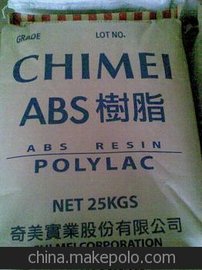 GRADE LOT NO.
CHIMEI
ABS 樹脂
ABS RESIN
POLYLAC
NET 25KGS
奇美實業股份有限公司
CHI MEI CORPORATION
china.makepolo.com